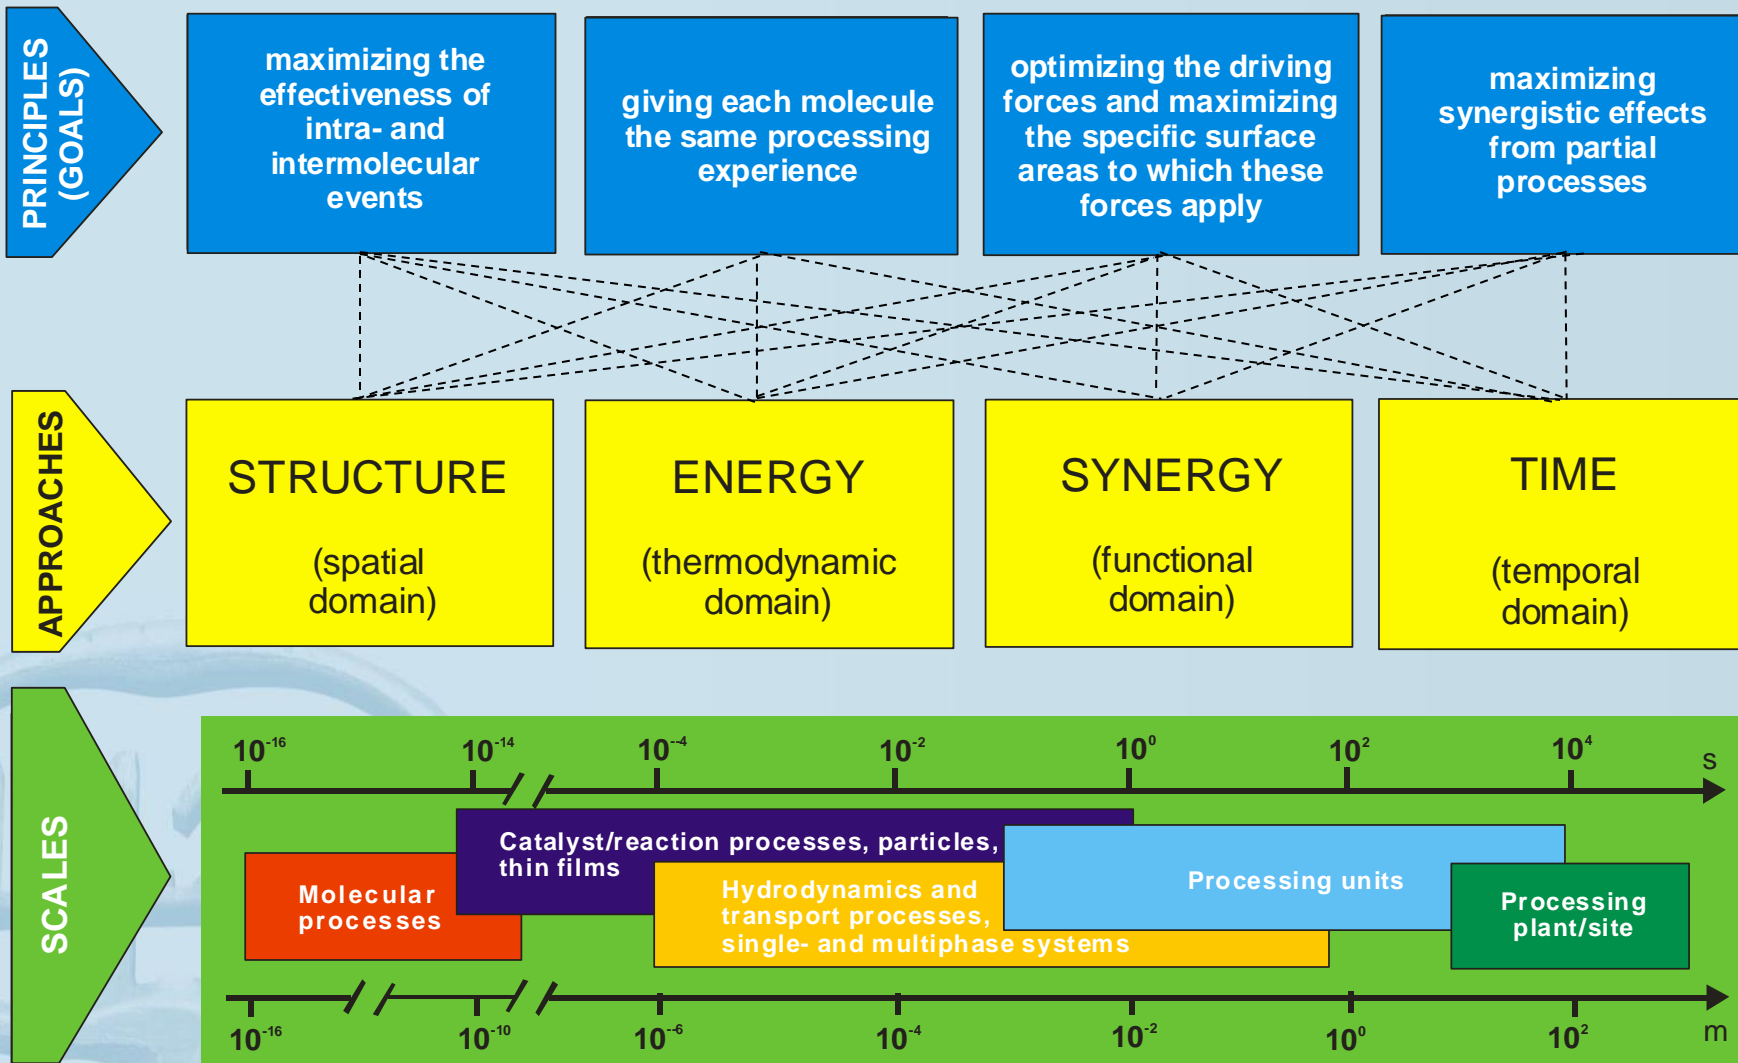 PRINCIPLES
(GOALS)
maximizing the
effectiveness of
intra- and
intermolecular
events
giving each molecule
the same processing
experience
optimizing the driving
forces and maximizing
the specific surface
areas to which these
forces apply
maximizing
synergistic effects
from partial
processes
APPROACHES
STRUCTURE
(spatial
domain)
ENERGY
(thermodynamic
domain)
SYNERGY
(functional
domain)
TIME
(temporal
domain)
SCALES
10⁻¹⁶ 10⁻¹⁴ 10⁻⁻⁴ 10⁻² 10⁰ 10² 10⁴ s
Molecular
processes
Catalyst/reaction processes, particles,
thin films
Hydrodynamics and
transport processes,
single- and multiphase systems
Processing units
Processing
plant/site
10⁻¹⁶ 10⁻¹⁰ 10⁻⁶ 10⁻⁴ 10⁻² 10⁰ 10² m